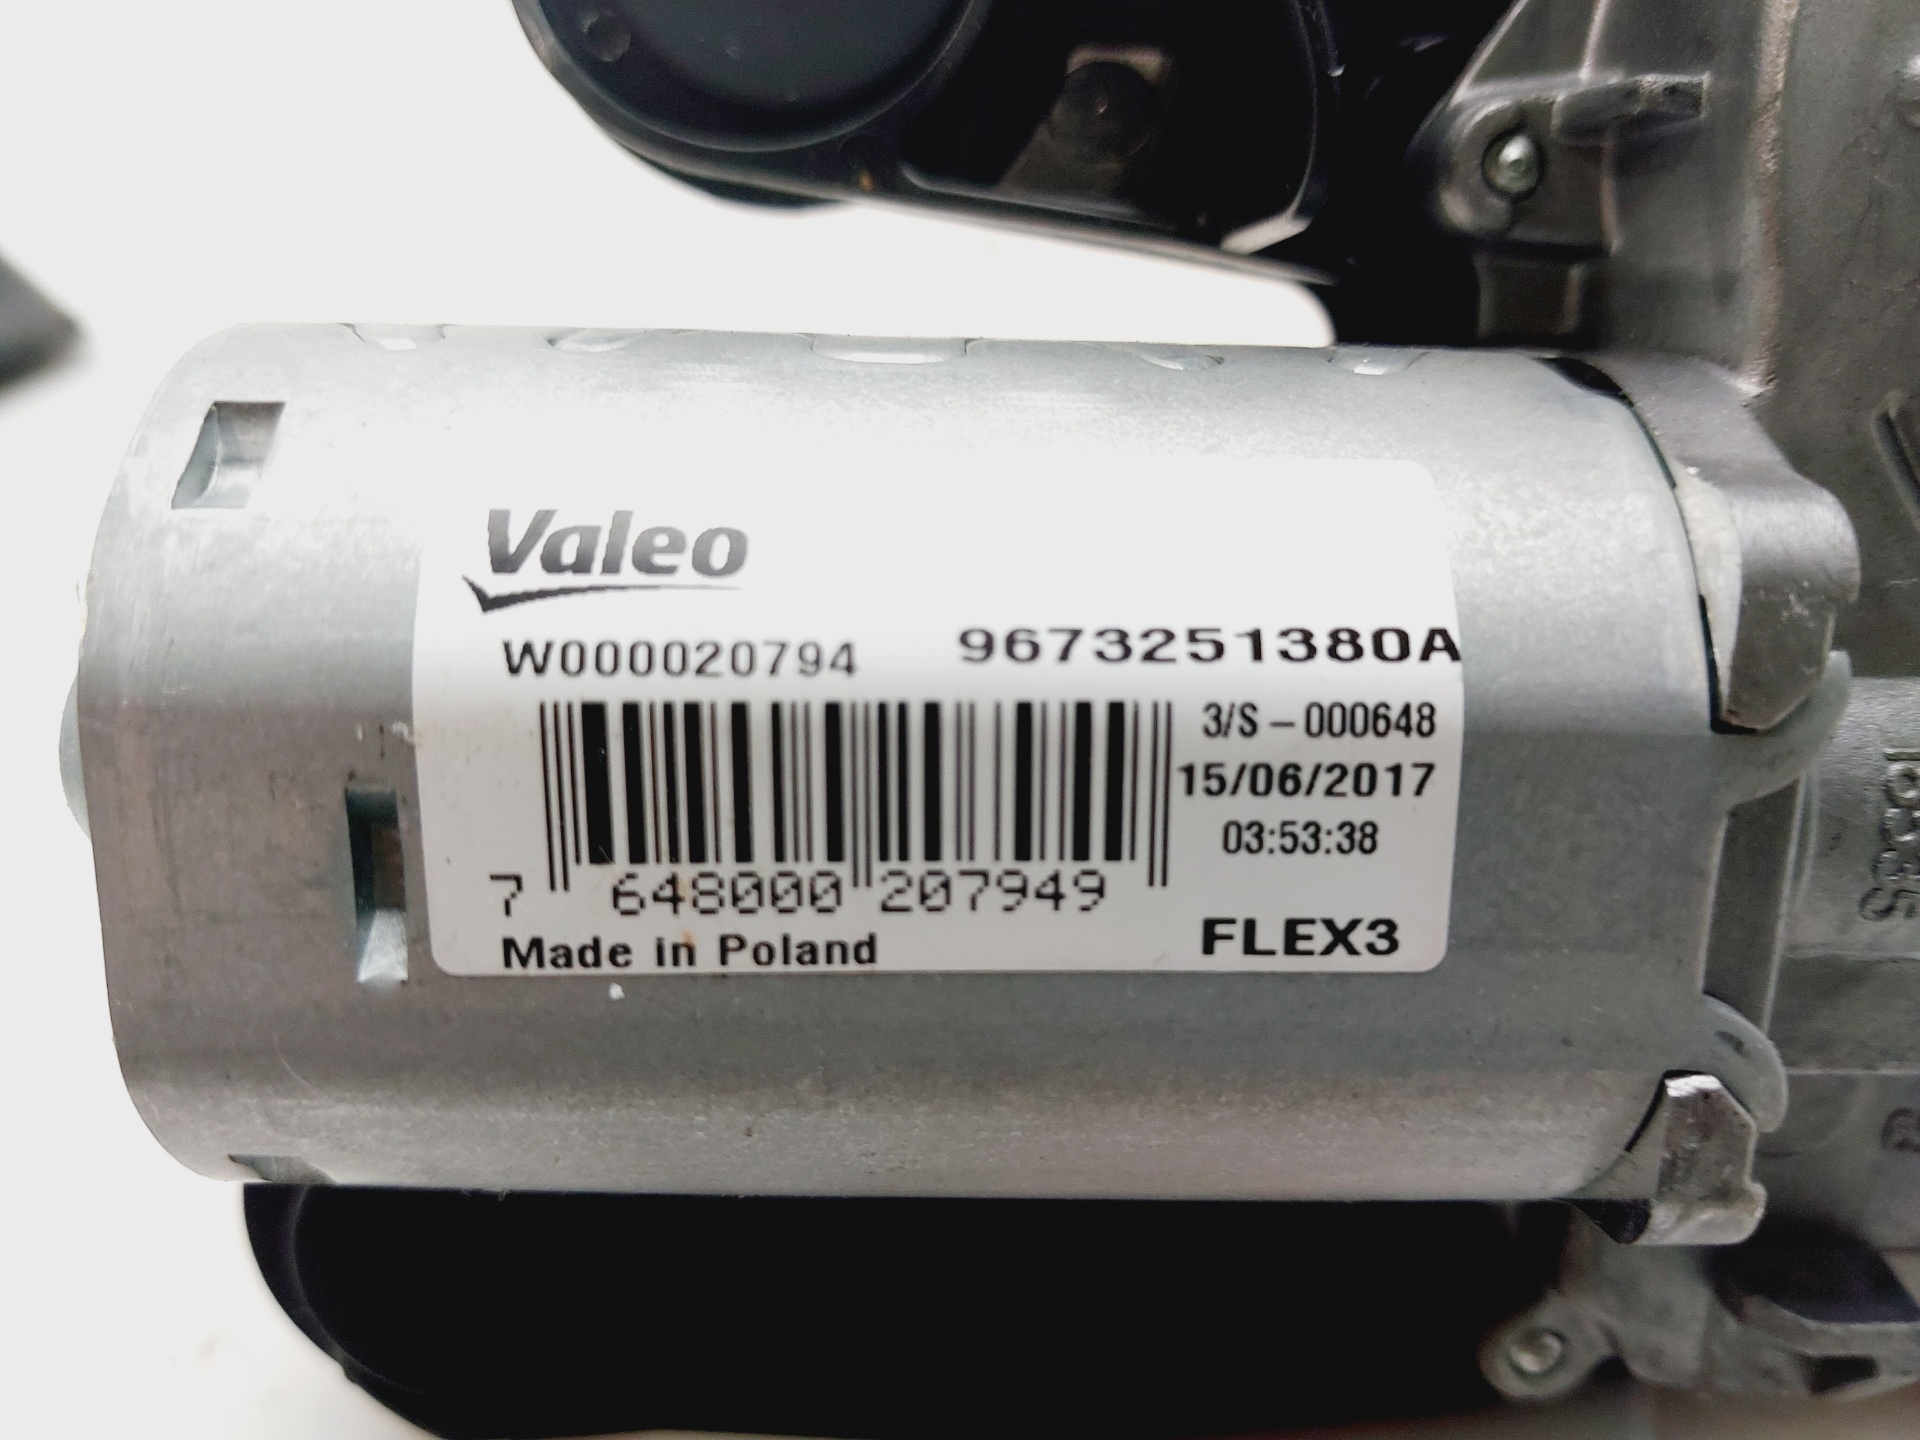 Valeo
W000020794 9673251380A
3/S - 000648
15/06/2017
03:53:38
7 648000 207949
Made in Poland FLEX3